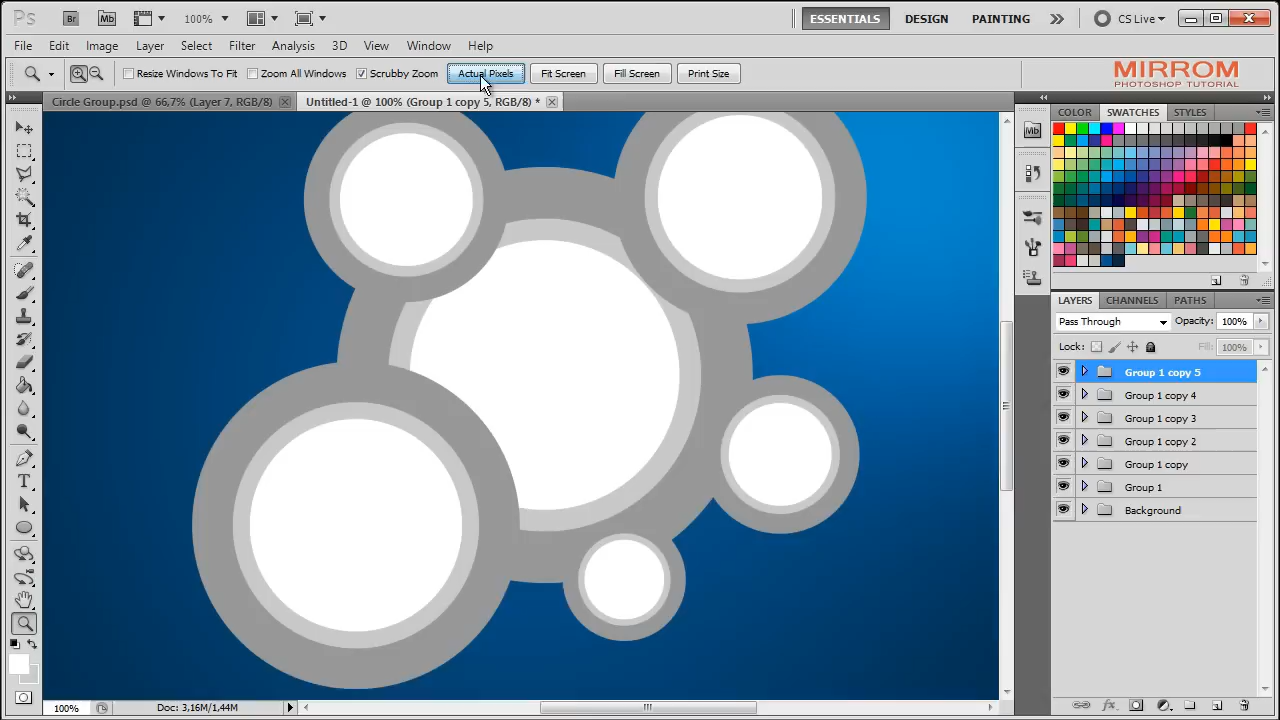 Ps Br Mb 100% ESSENTIALS DESIGN PAINTING CS Live
File Edit Image Layer Select Filter Analysis 3D View Window Help
Resize Windows To Fit Zoom All Windows Scrubby Zoom Actual Pixels Fit Screen Fill Screen Print Size
MIRROM
PHOTOSHOP TUTORIAL
Circle Group.psd @ 66,7% (Layer 7, RGB/8) Untitled-1 @ 100% (Group 1 copy 5, RGB/8) *
COLOR SWATCHES STYLES
Mb
LAYERS CHANNELS PATHS
Pass Through Opacity: 100%
Lock: Fill: 100%
Group 1 copy 5
Group 1 copy 4
Group 1 copy 3
Group 1 copy 2
Group 1 copy
Group 1
Background
T
100% Doc: 3,16M/1,44M
fx